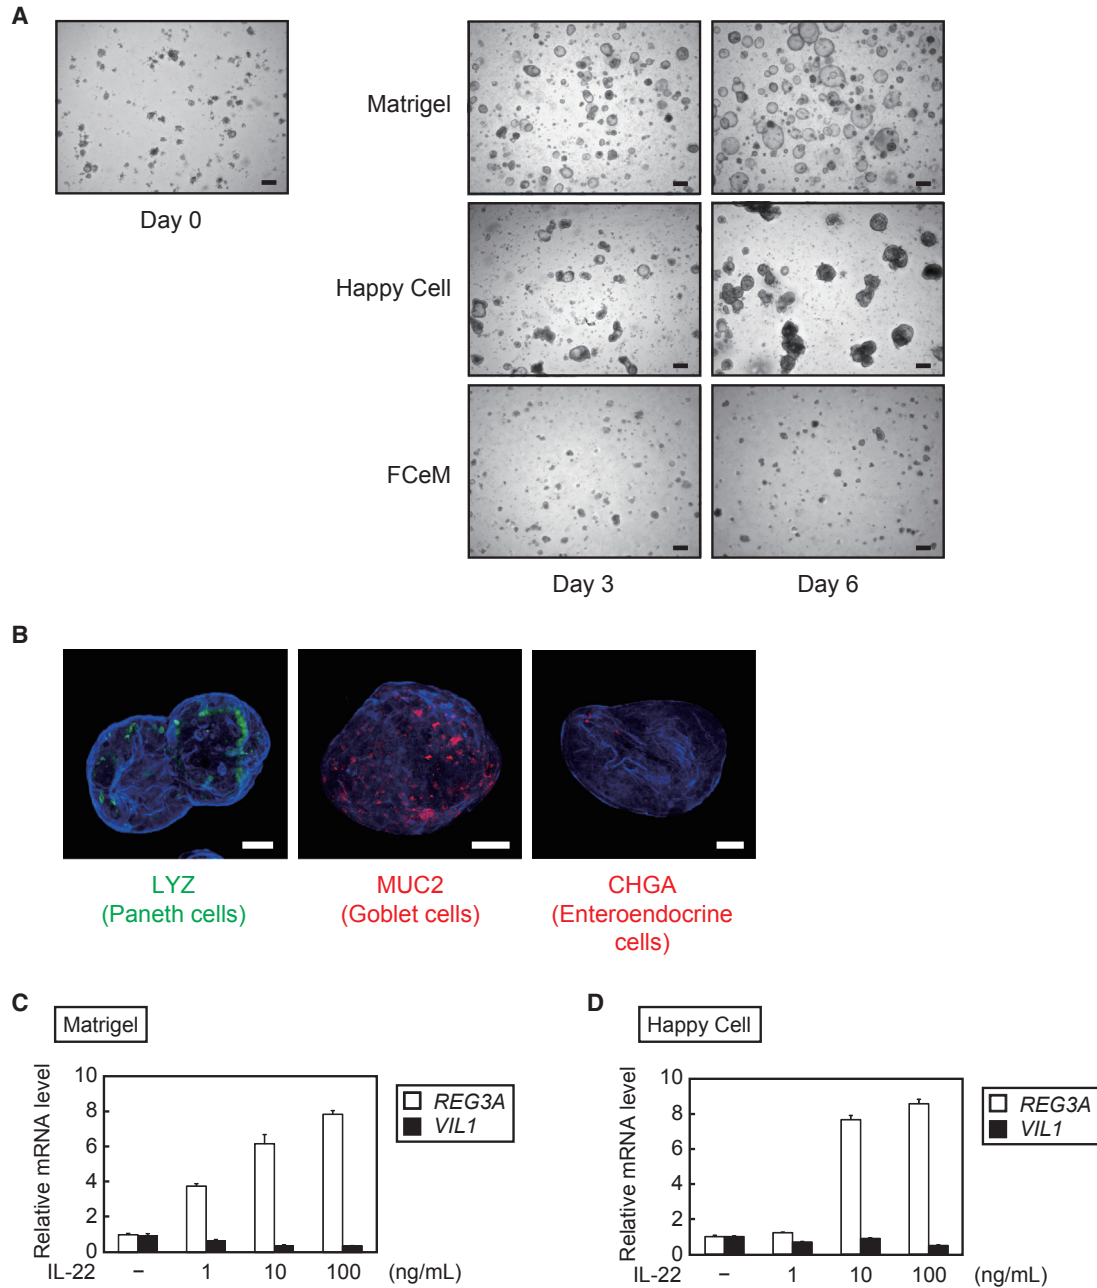 A
Day 0
Matrigel
Happy Cell
FCeM
Day 3
Day 6
B
LYZ
(Paneth cells)
MUC2
(Goblet cells)
CHGA
(Enteroendocrine
cells)
C
Matrigel
Relative mRNA level
10
8
6
4
2
0
REG3A
VIL1
IL-22
−
1
10
100
(ng/mL)
D
Happy Cell
Relative mRNA level
10
8
6
4
2
0
REG3A
VIL1
IL-22
−
1
10
100
(ng/mL)